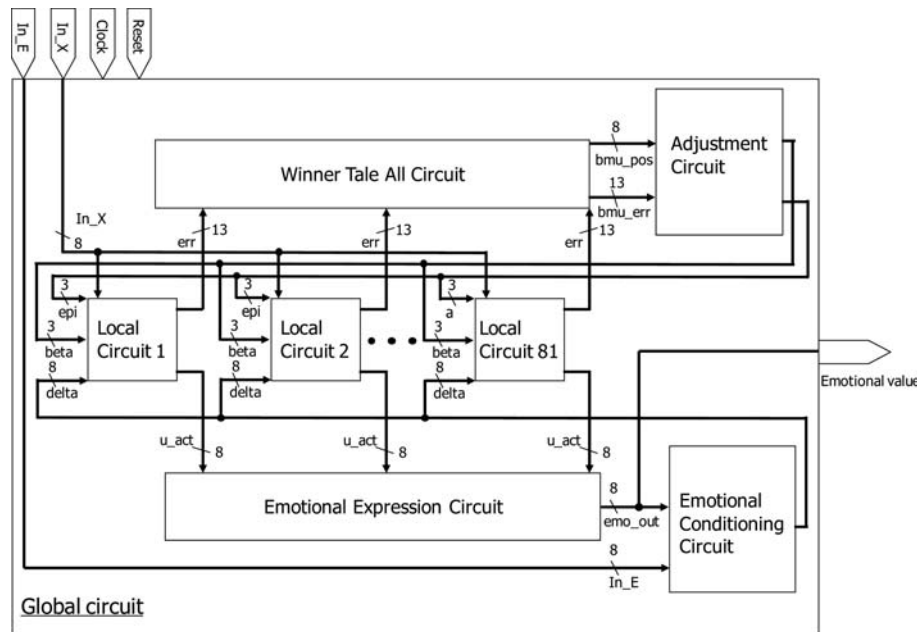 In_E
In_X
Clock
Reset
8
bmu_pos
Adjustment
Circuit
Winner Tale All Circuit
13
bmu_err
In_X
8
err
13
err
13
err
13
3
epi
3
epi
3
a
Local
Circuit 1
Local
Circuit 2
Local
Circuit 81
3
beta
3
beta
3
beta
8
delta
8
delta
8
delta
Emotional value
u_act
8
u_act
8
u_act
8
Emotional Expression Circuit
8
emo_out
Emotional
Conditioning
Circuit
8
In_E
Global circuit